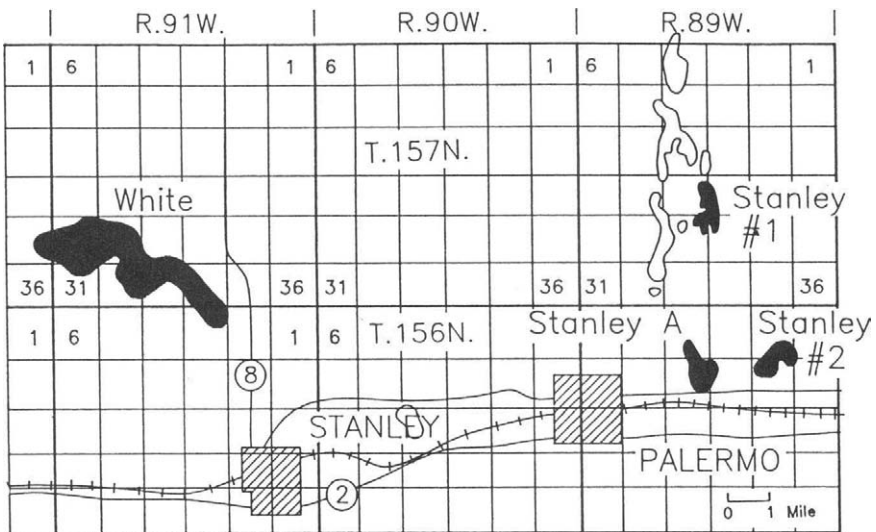 R.91W. R.90W. R.89W.
1 6 1 6 1 6 1
T.157N.
White
Stanley
#1
36 31 36 31 36 31 36
1 6 1 6
T.156N.
Stanley A
Stanley
#2
8
STANLEY
PALERMO
2
0 1 Mile